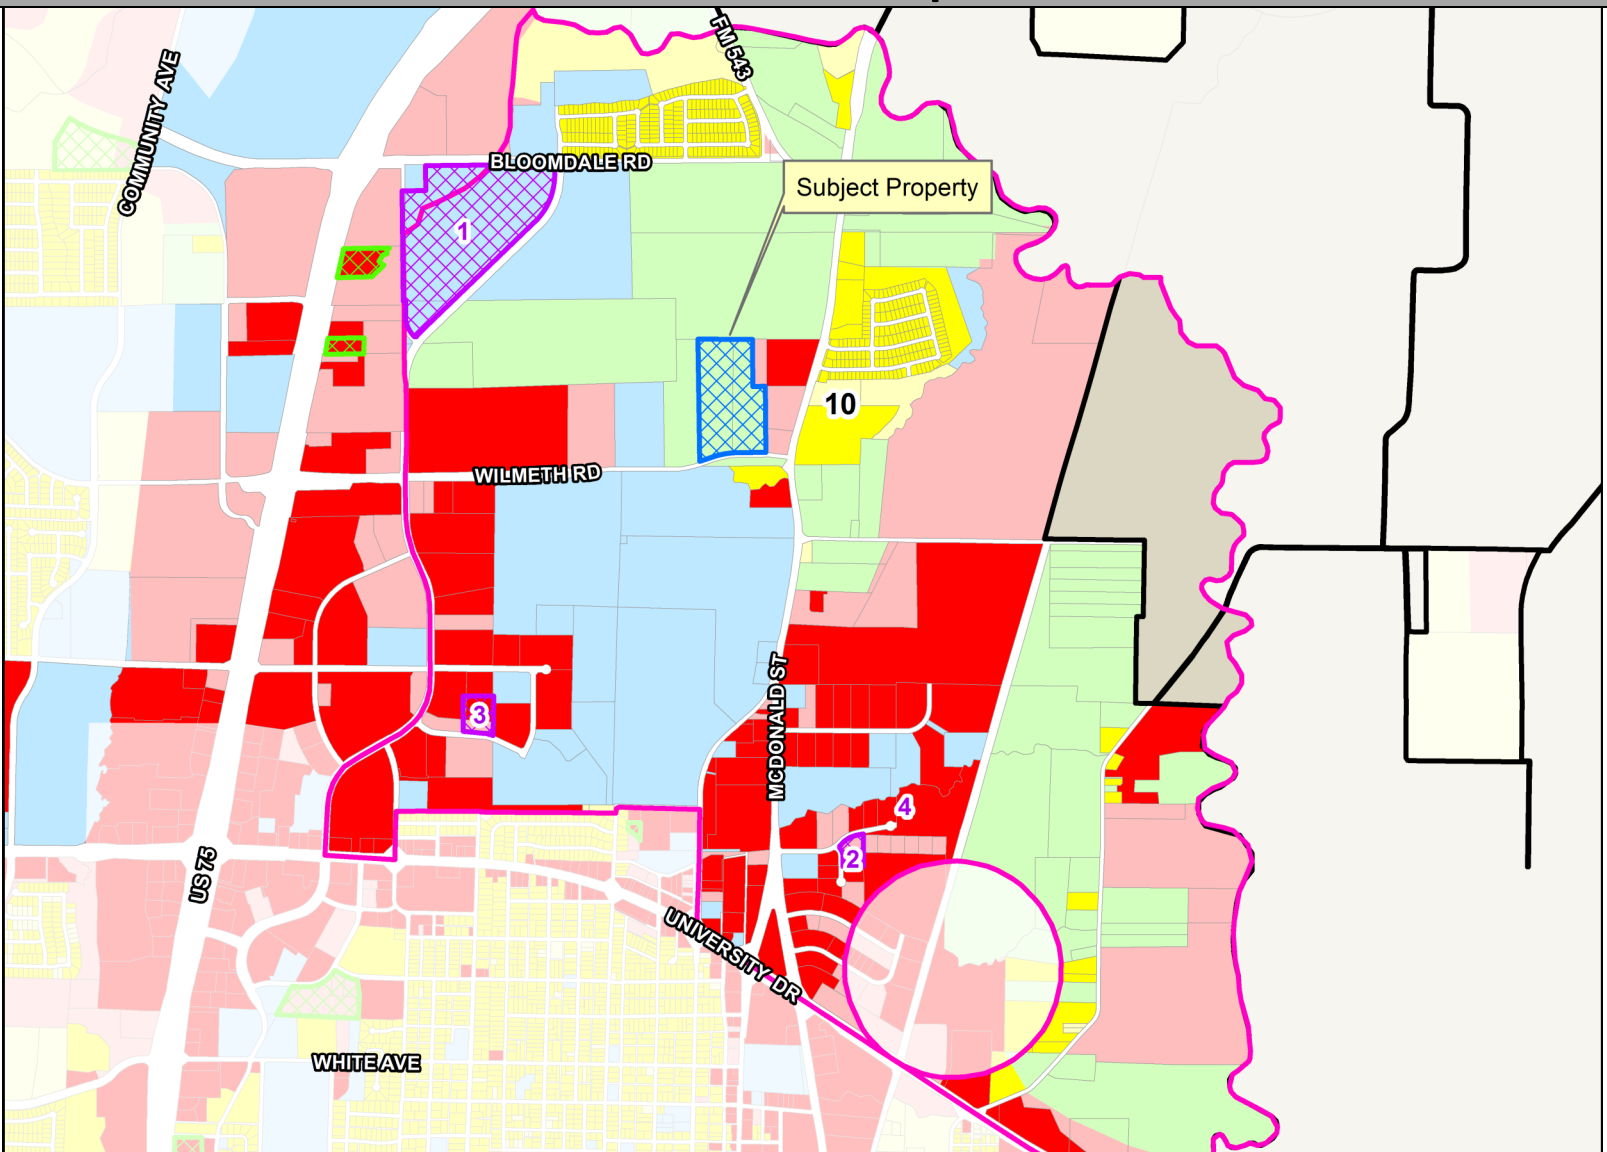 FM 543
COMMUNITY AVE
BLOOMDALE RD
Subject Property
1
10
WILMETH RD
3
MCDONALD ST
4
2
US 75
UNIVERSITY DR
WHITE AVE